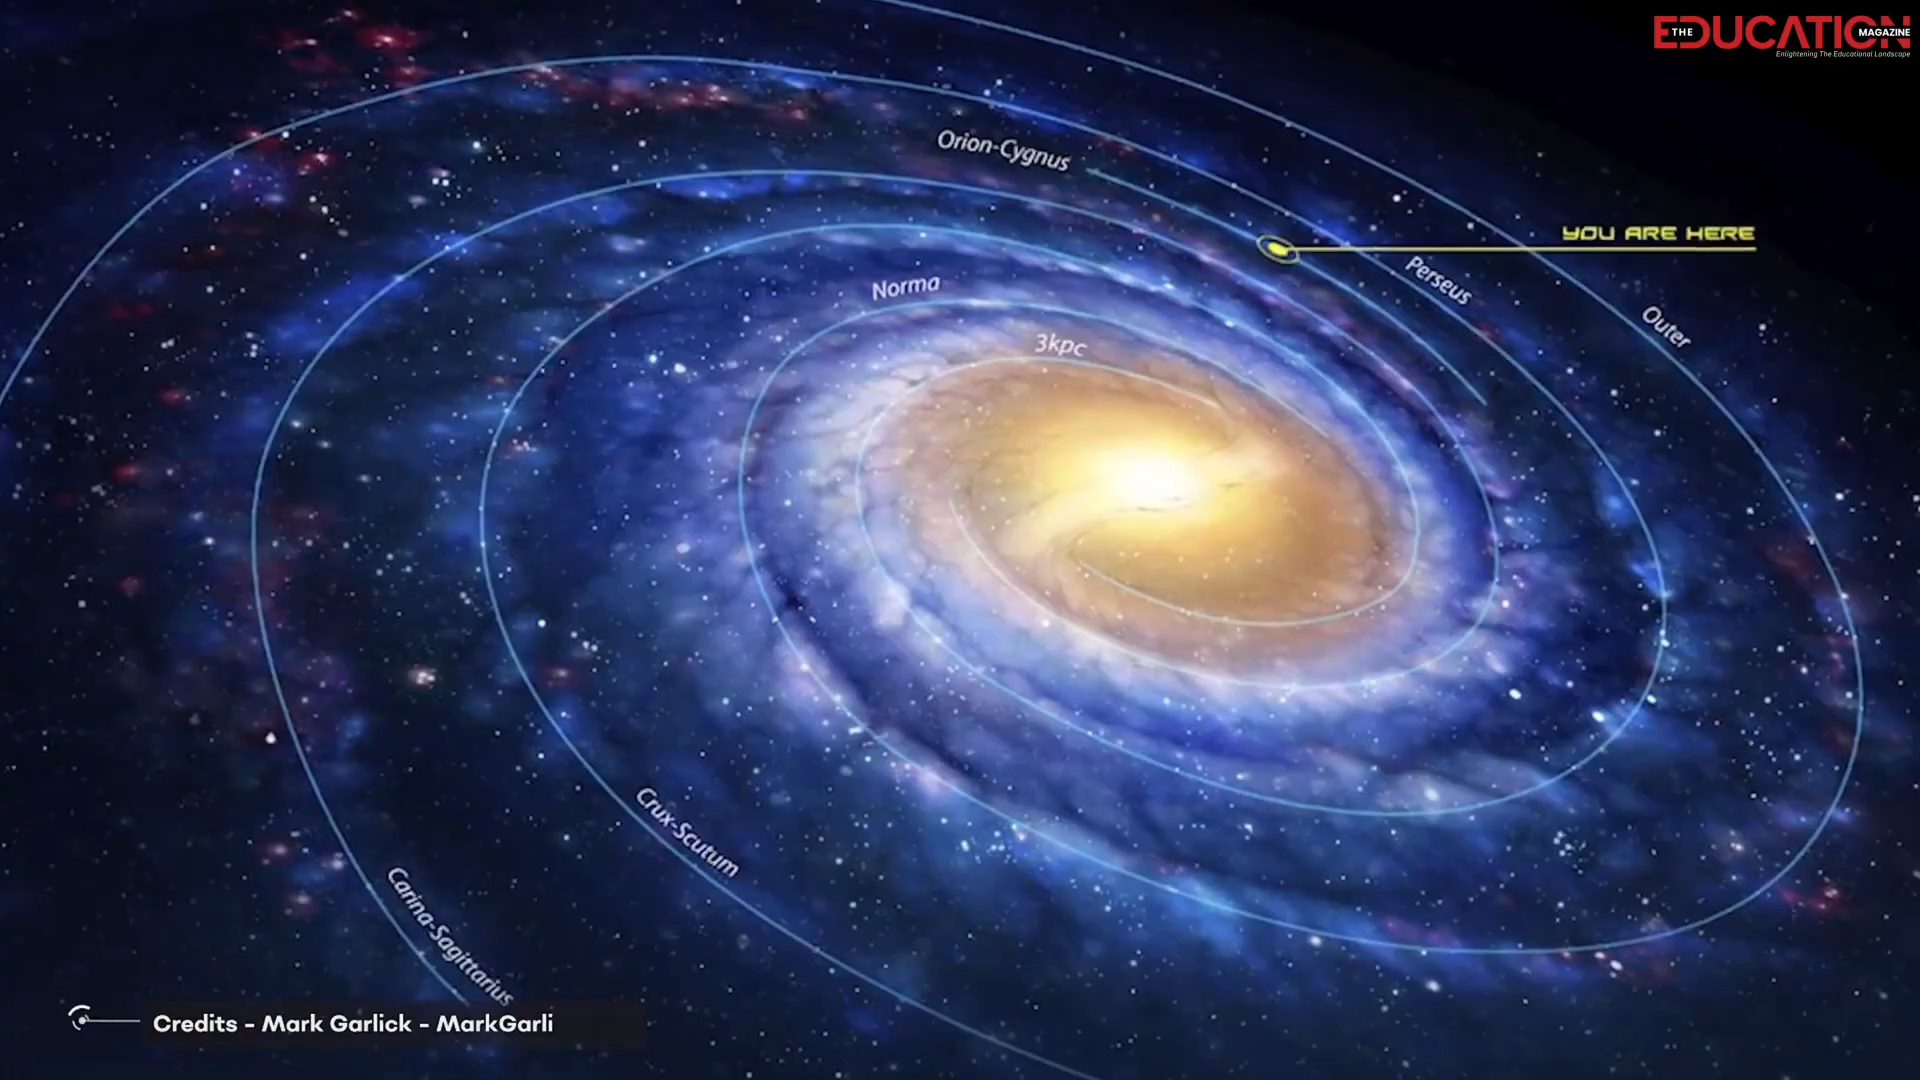 THE EDUCATION MAGAZINE
Enlightening The Educational Landscape
Orion-Cygnus
YOU ARE HERE
Perseus
Norma
Outer
3kpc
Crux-Scutum
Carina-Sagittarius
Credits - Mark Garlick - MarkGarli